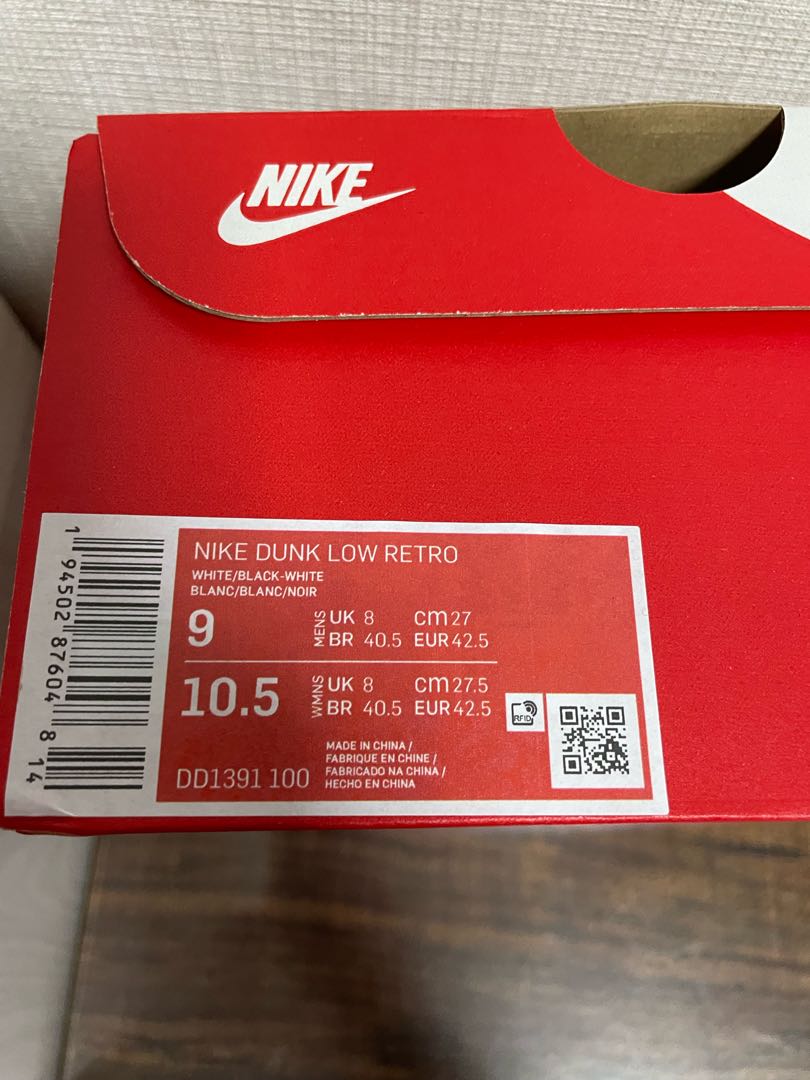 NIKE
NIKE DUNK LOW RETRO
WHITE/BLACK-WHITE
BLANC/BLANC/NOIR
9 MENS UK 8 cm 27
BR 40.5 EUR 42.5
10.5 WMNS UK 8 cm 27.5
BR 40.5 EUR 42.5
RFID
MADE IN CHINA /
FABRIQUE EN CHINE /
FABRICADO NA CHINA /
HECHO EN CHINA
DD1391 100
1 94502 87604 8 14